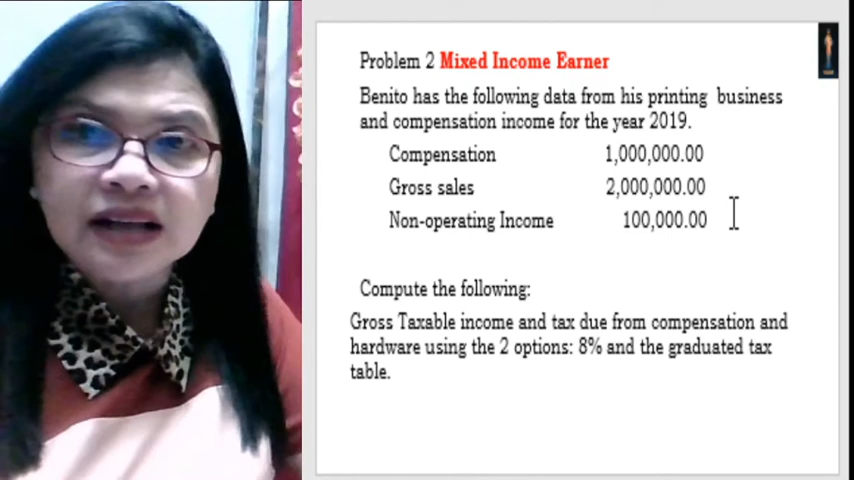 Problem 2 Mixed Income Earner
Benito has the following data from his printing business
and compensation income for the year 2019.
Compensation 1,000,000.00
Gross sales 2,000,000.00
Non-operating Income 100,000.00
Compute the following:
Gross Taxable income and tax due from compensation and
hardware using the 2 options: 8% and the graduated tax
table.